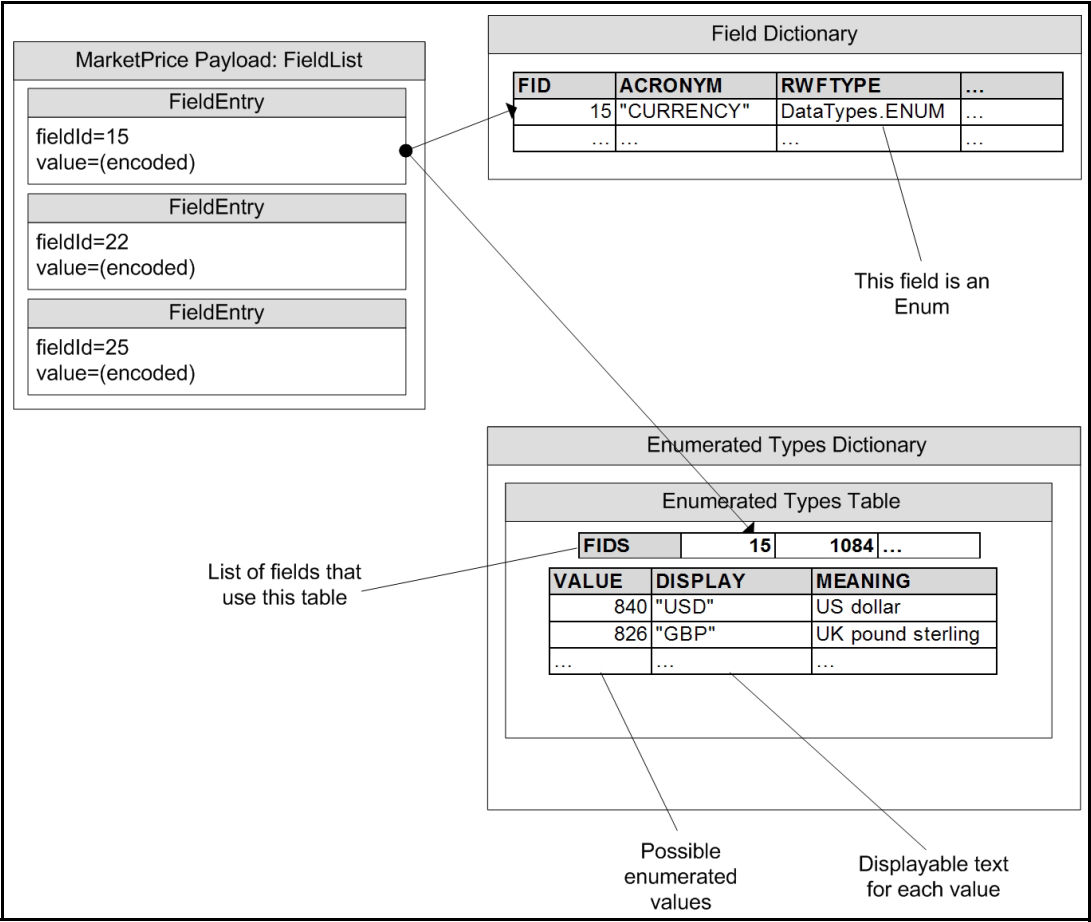 MarketPrice Payload: FieldList
FieldEntry
fieldId=15
value=(encoded)
FieldEntry
fieldId=22
value=(encoded)
FieldEntry
fieldId=25
value=(encoded)
Field Dictionary
FID ACRONYM RWFTYPE ...
15 "CURRENCY" DataTypes.ENUM ...
... ... ... ...
This field is an
Enum
Enumerated Types Dictionary
Enumerated Types Table
FIDS 15 1084 ...
VALUE DISPLAY MEANING
840 "USD" US dollar
826 "GBP" UK pound sterling
... ... ...
List of fields that
use this table
Possible
enumerated
values
Displayable text
for each value